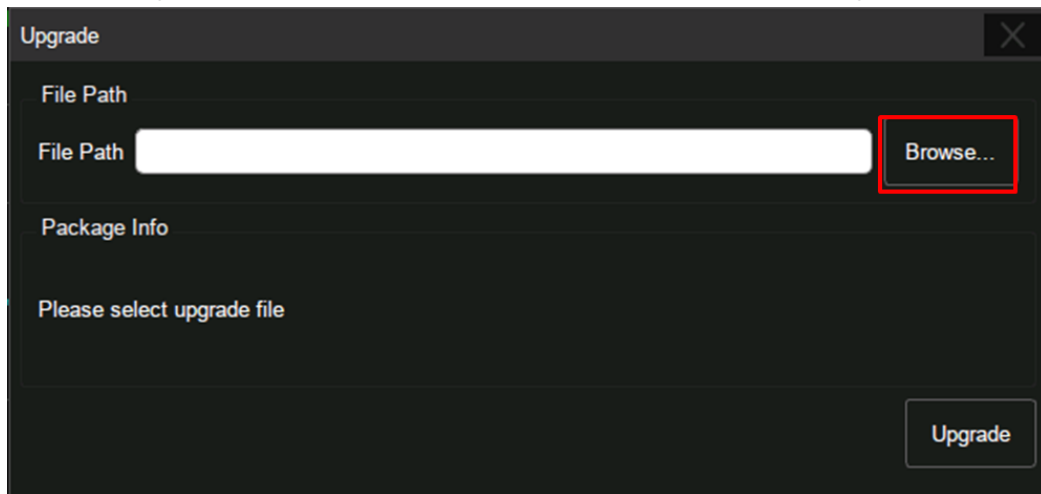 Upgrade
File Path
File Path
Browse...
Package Info
Please select upgrade file
Upgrade